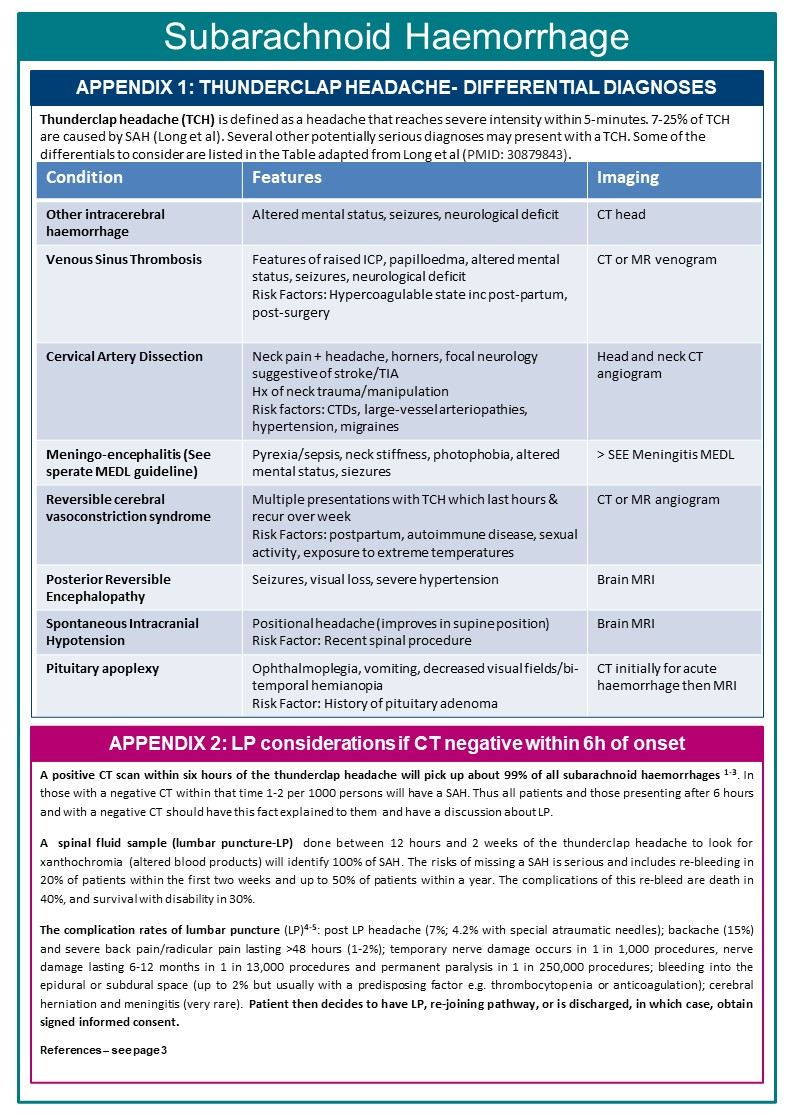 Subarachnoid Haemorrhage
APPENDIX 1: THUNDERCLAP HEADACHE- DIFFERENTIAL DIAGNOSES
Thunderclap headache (TCH) is defined as a headache that reaches severe intensity within 5-minutes. 7-25% of TCH
are caused by SAH (Long et al). Several other potentially serious diagnoses may present with a TCH. Some of the
differentials to consider are listed in the Table adapted from Long et al (PMID: 30879843).
Condition Features Imaging
Other intracerebral
haemorrhage
Altered mental status, seizures, neurological deficit
CT head
Venous Sinus Thrombosis
Features of raised ICP, papilloedma, altered mental
status, seizures, neurological deficit
Risk Factors: Hypercoagulable state inc post-partum,
post-surgery
CT or MR venogram
Cervical Artery Dissection
Neck pain + headache, horners, focal neurology
suggestive of stroke/TIA
Hx of neck trauma/manipulation
Risk factors: CTDs, large-vessel arteriopathies,
hypertension, migraines
Head and neck CT
angiogram
Meningo-encephalitis (See
sperate MEDL guideline)
Pyrexia/sepsis, neck stiffness, photophobia, altered
mental status, siezures
> SEE Meningitis MEDL
Reversible cerebral
vasoconstriction syndrome
Multiple presentations with TCH which last hours &
recur over week
Risk Factors: postpartum, autoimmune disease, sexual
activity, exposure to extreme temperatures
CT or MR angiogram
Posterior Reversible
Encephalopathy
Seizures, visual loss, severe hypertension
Brain MRI
Spontaneous Intracranial
Hypotension
Positional headache (improves in supine position)
Risk Factor: Recent spinal procedure
Brain MRI
Pituitary apoplexy
Ophthalmoplegia, vomiting, decreased visual fields/bi-
temporal hemianopia
Risk Factor: History of pituitary adenoma
CT initially for acute
haemorrhage then MRI
APPENDIX 2: LP considerations if CT negative within 6h of onset
A positive CT scan within six hours of the thunderclap headache will pick up about 99% of all subarachnoid haemorrhages 1-3. In
those with a negative CT within that time 1-2 per 1000 persons will have a SAH. Thus all patients and those presenting after 6 hours
and with a negative CT should have this fact explained to them and have a discussion about LP.
A spinal fluid sample (lumbar puncture-LP) done between 12 hours and 2 weeks of the thunderclap headache to look for
xanthochromia (altered blood products) will identify 100% of SAH. The risks of missing a SAH is serious and includes re-bleeding in
20% of patients within the first two weeks and up to 50% of patients within a year. The complications of this re-bleed are death in
40%, and survival with disability in 30%.
The complication rates of lumbar puncture (LP)4-5: post LP headache (7%; 4.2% with special atraumatic needles); backache (15%)
and severe back pain/radicular pain lasting >48 hours (1-2%); temporary nerve damage occurs in 1 in 1,000 procedures, nerve
damage lasting 6-12 months in 1 in 13,000 procedures and permanent paralysis in 1 in 250,000 procedures; bleeding into the
epidural or subdural space (up to 2% but usually with a predisposing factor e.g. thrombocytopenia or anticoagulation); cerebral
herniation and meningitis (very rare). Patient then decides to have LP, re-joining pathway, or is discharged, in which case, obtain
signed informed consent.
References – see page 3